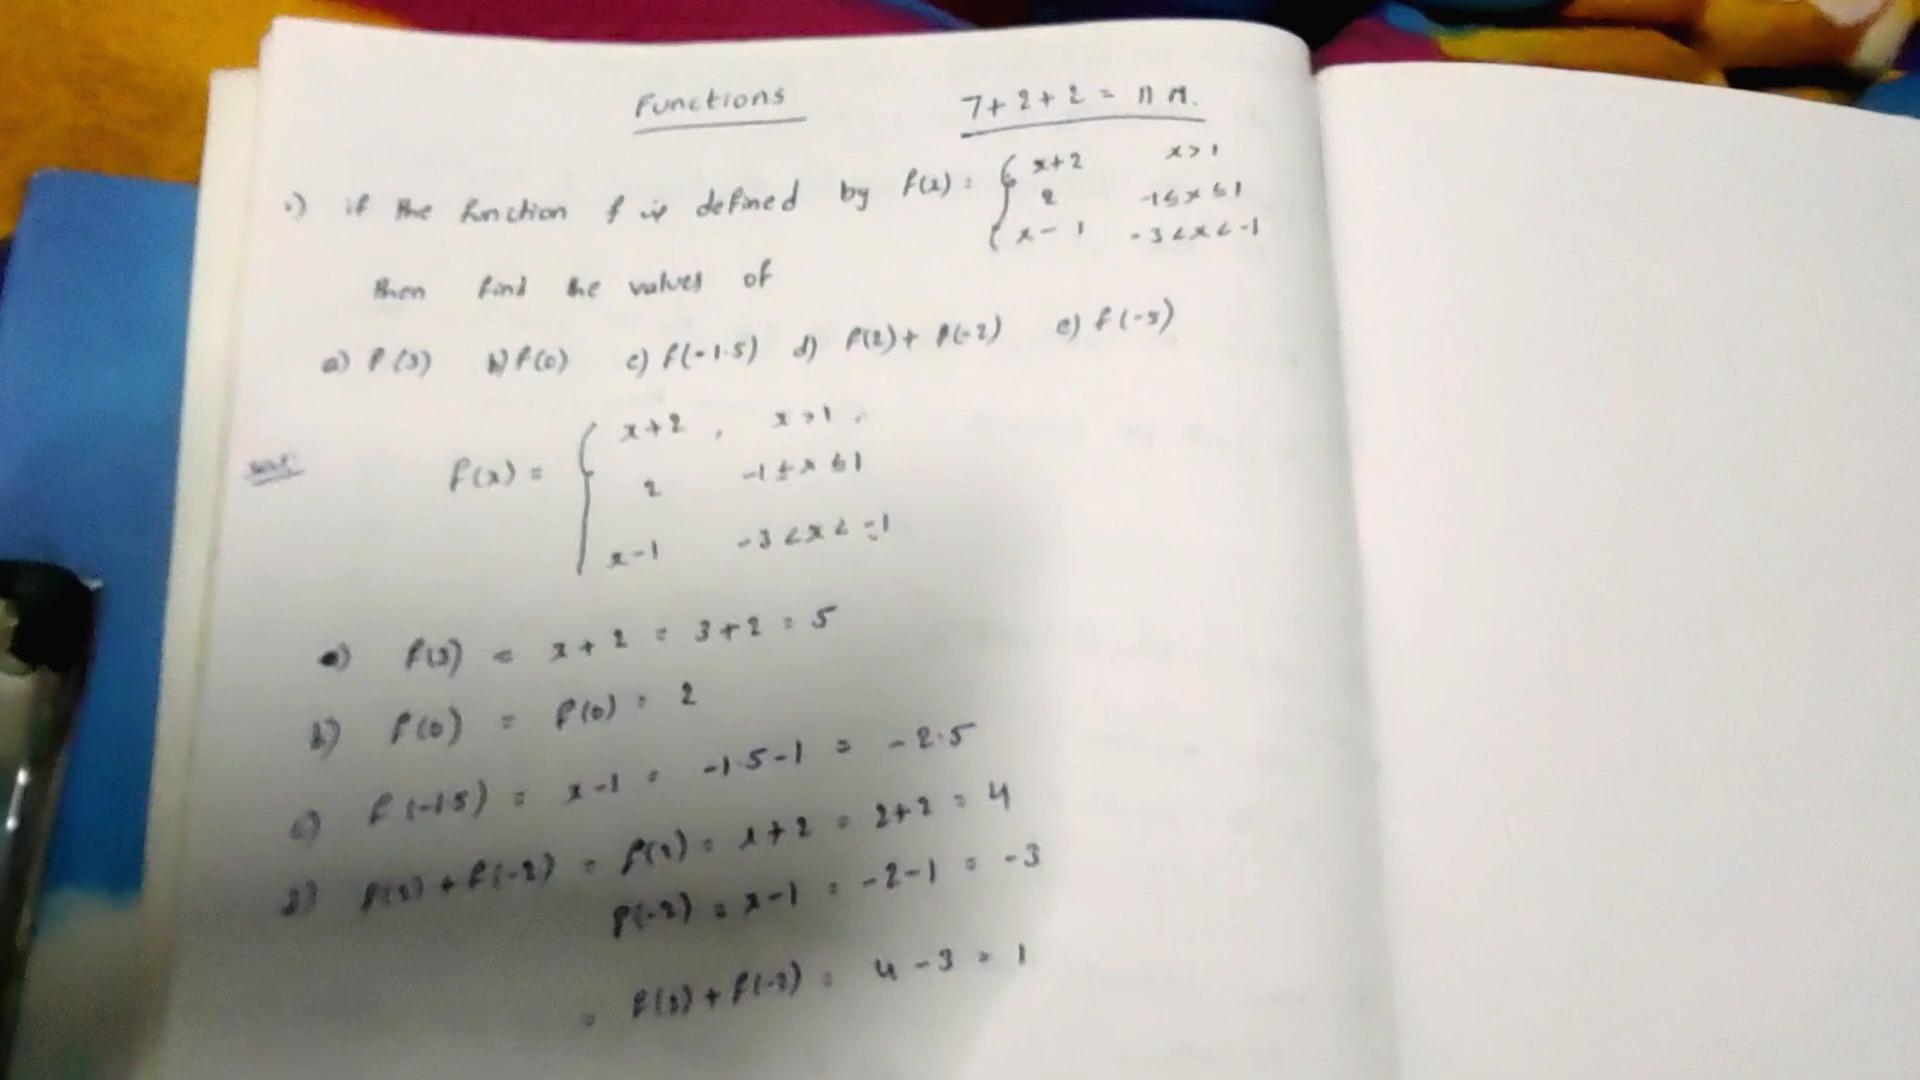 Functions 7+2+2 = 11 M.
1) if the function f is defined by f(x) = { x+2 x>1
2 -1≤x≤1
x-1 -3<x<-1
then find the values of
a) f(3) b) f(0) c) f(-1.5) d) f(2)+ f(-2) e) f(-5)
f(x) = { x+2 , x>1
2 -1≤x≤1
x-1 -3<x<-1
a) f(3) = x+2 = 3+2 = 5
b) f(0) = f(0) = 2
c) f(-1.5) = x-1 = -1.5-1 = -2.5
d) f(2) + f(-2) = f(2) = x+2 = 2+2 = 4
f(-2) = x-1 = -2-1 = -3
= f(2) + f(-2) = 4-3 = 1